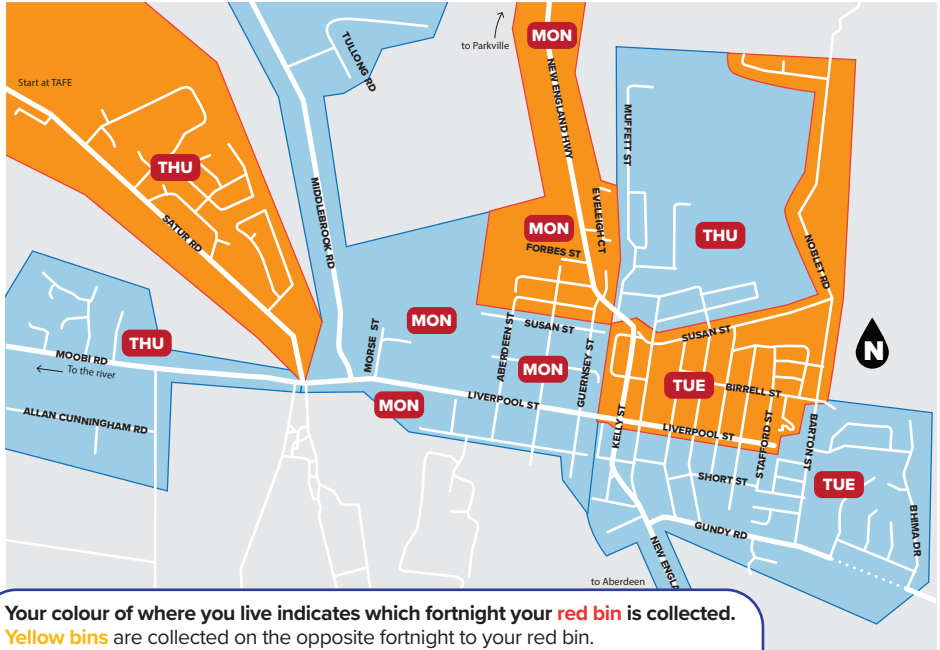 to Parkville
MON
TULLONG RD
Start at TAFE
NEW ENGLAND HWY
MUFFETT ST
THU
MIDDLEBROOK RD
EVELEIGH CT
SATUR RD
MON
FORBES ST
THU
NOBLET RD
N
MON
SUSAN ST
SUSAN ST
MORSE ST
ABERDEEN ST
THU
MOOBI RD
To the river
MON
GUERNSEY ST
TUE
BIRRELL ST
MON
LIVERPOOL ST
ALLAN CUNNINGHAM RD
KELLY ST
LIVERPOOL ST
STAFFORD ST
BARTON ST
SHORT ST
TUE
GUNDY RD
BHIMA DR
NEW ENGLA
to Aberdeen
Your colour of where you live indicates which fortnight your red bin is collected.
Yellow bins are collected on the opposite fortnight to your red bin.